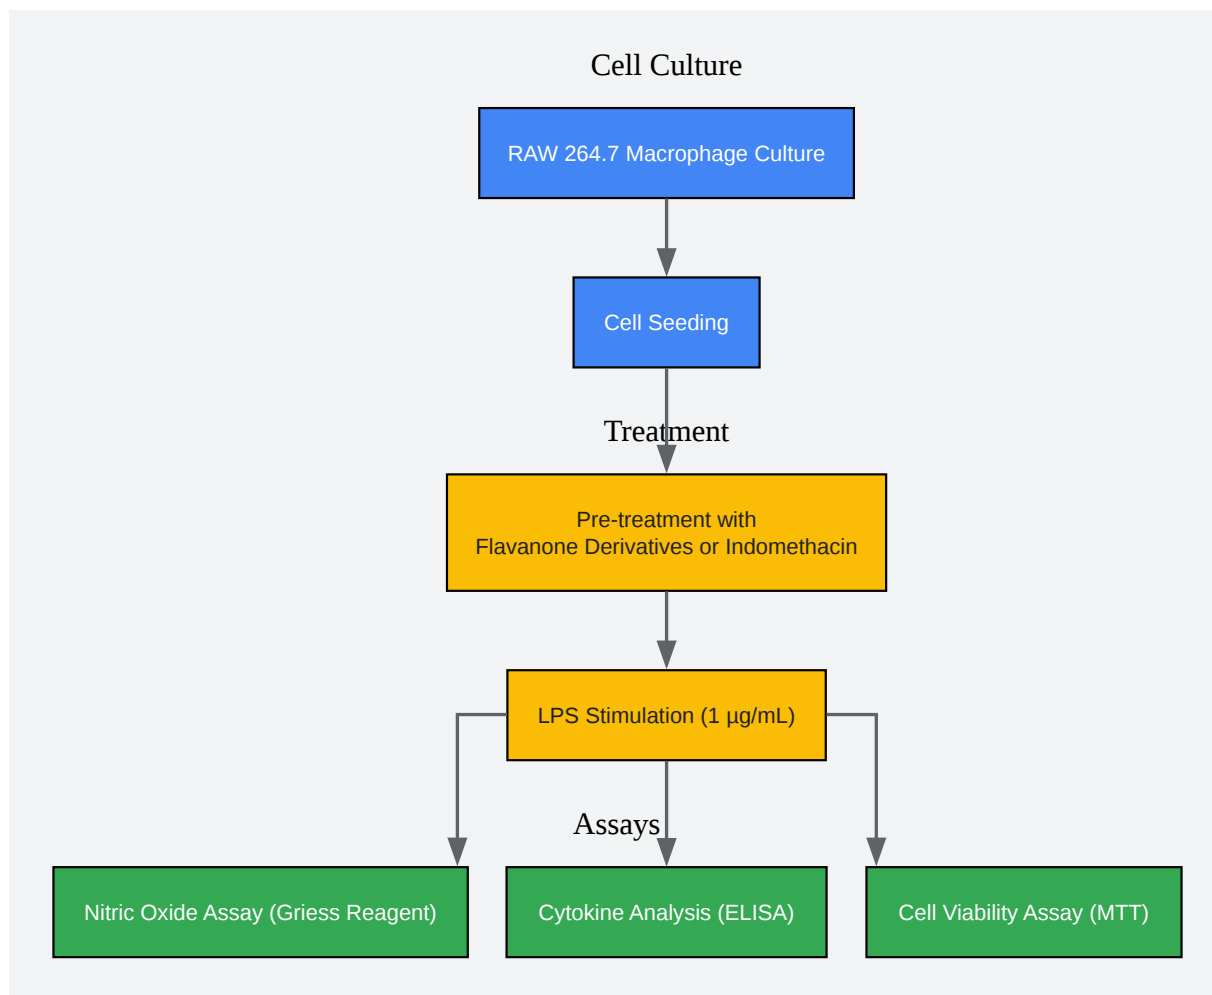 Cell Culture
RAW 264.7 Macrophage Culture
Cell Seeding
Treatment
Pre-treatment with
Flavanone Derivatives or Indomethacin
LPS Stimulation (1 µg/mL)
Assays
Nitric Oxide Assay (Griess Reagent)
Cytokine Analysis (ELISA)
Cell Viability Assay (MTT)